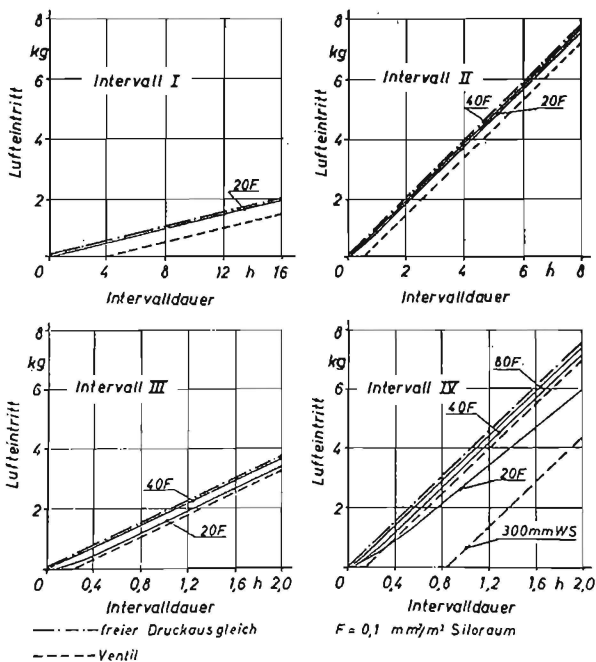 8
kg
6
4
2
0
Lufteintritt
Intervall I
20F
4
8
12
h
16
Intervalldauer
8
kg
6
4
2
0
Lufteintritt
Intervall II
40F
20F
2
4
6
h
8
Intervalldauer
8
kg
6
4
2
0
Lufteintritt
Intervall III
40F
20F
0,4
0,8
1,2
1,6
h
2,0
Intervalldauer
8
kg
6
4
2
0
Lufteintritt
Intervall IV
80F
40F
20F
300mmWS
0,4
0,8
1,2
1,6
h
2,0
Intervalldauer
freier Druckausgleich
Ventil
F = 0,1 mm²/m³ Siloraum